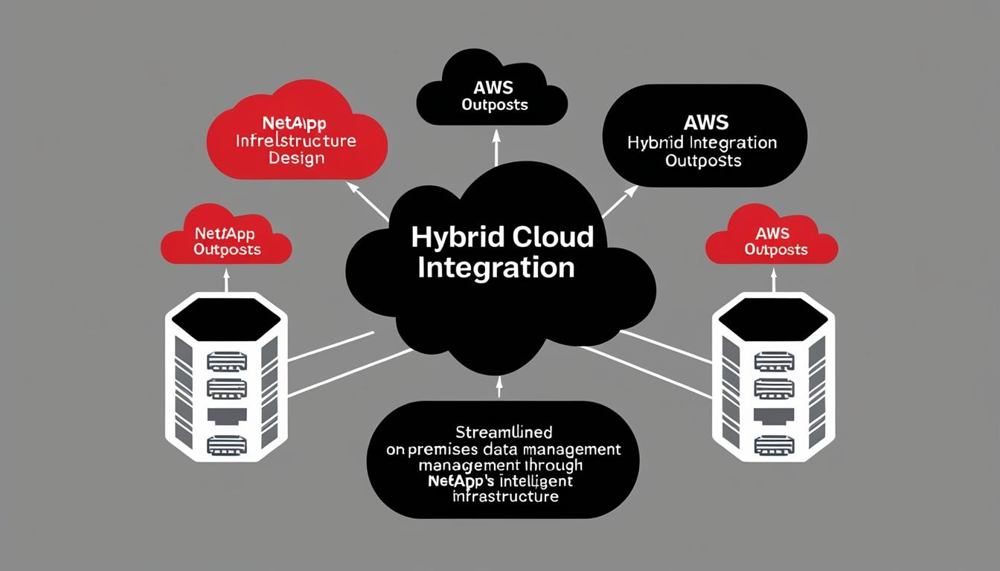 AWS
Outposts
NetApp
Infrelstructure
Design
AWS
Hybrid Integration
Outposts
NetApp
Outposts
Hybrid Cloud
Integration
AWS
Outposts
Streamlined
on premises data management
management through
NetApp's intelligent
infrastructure